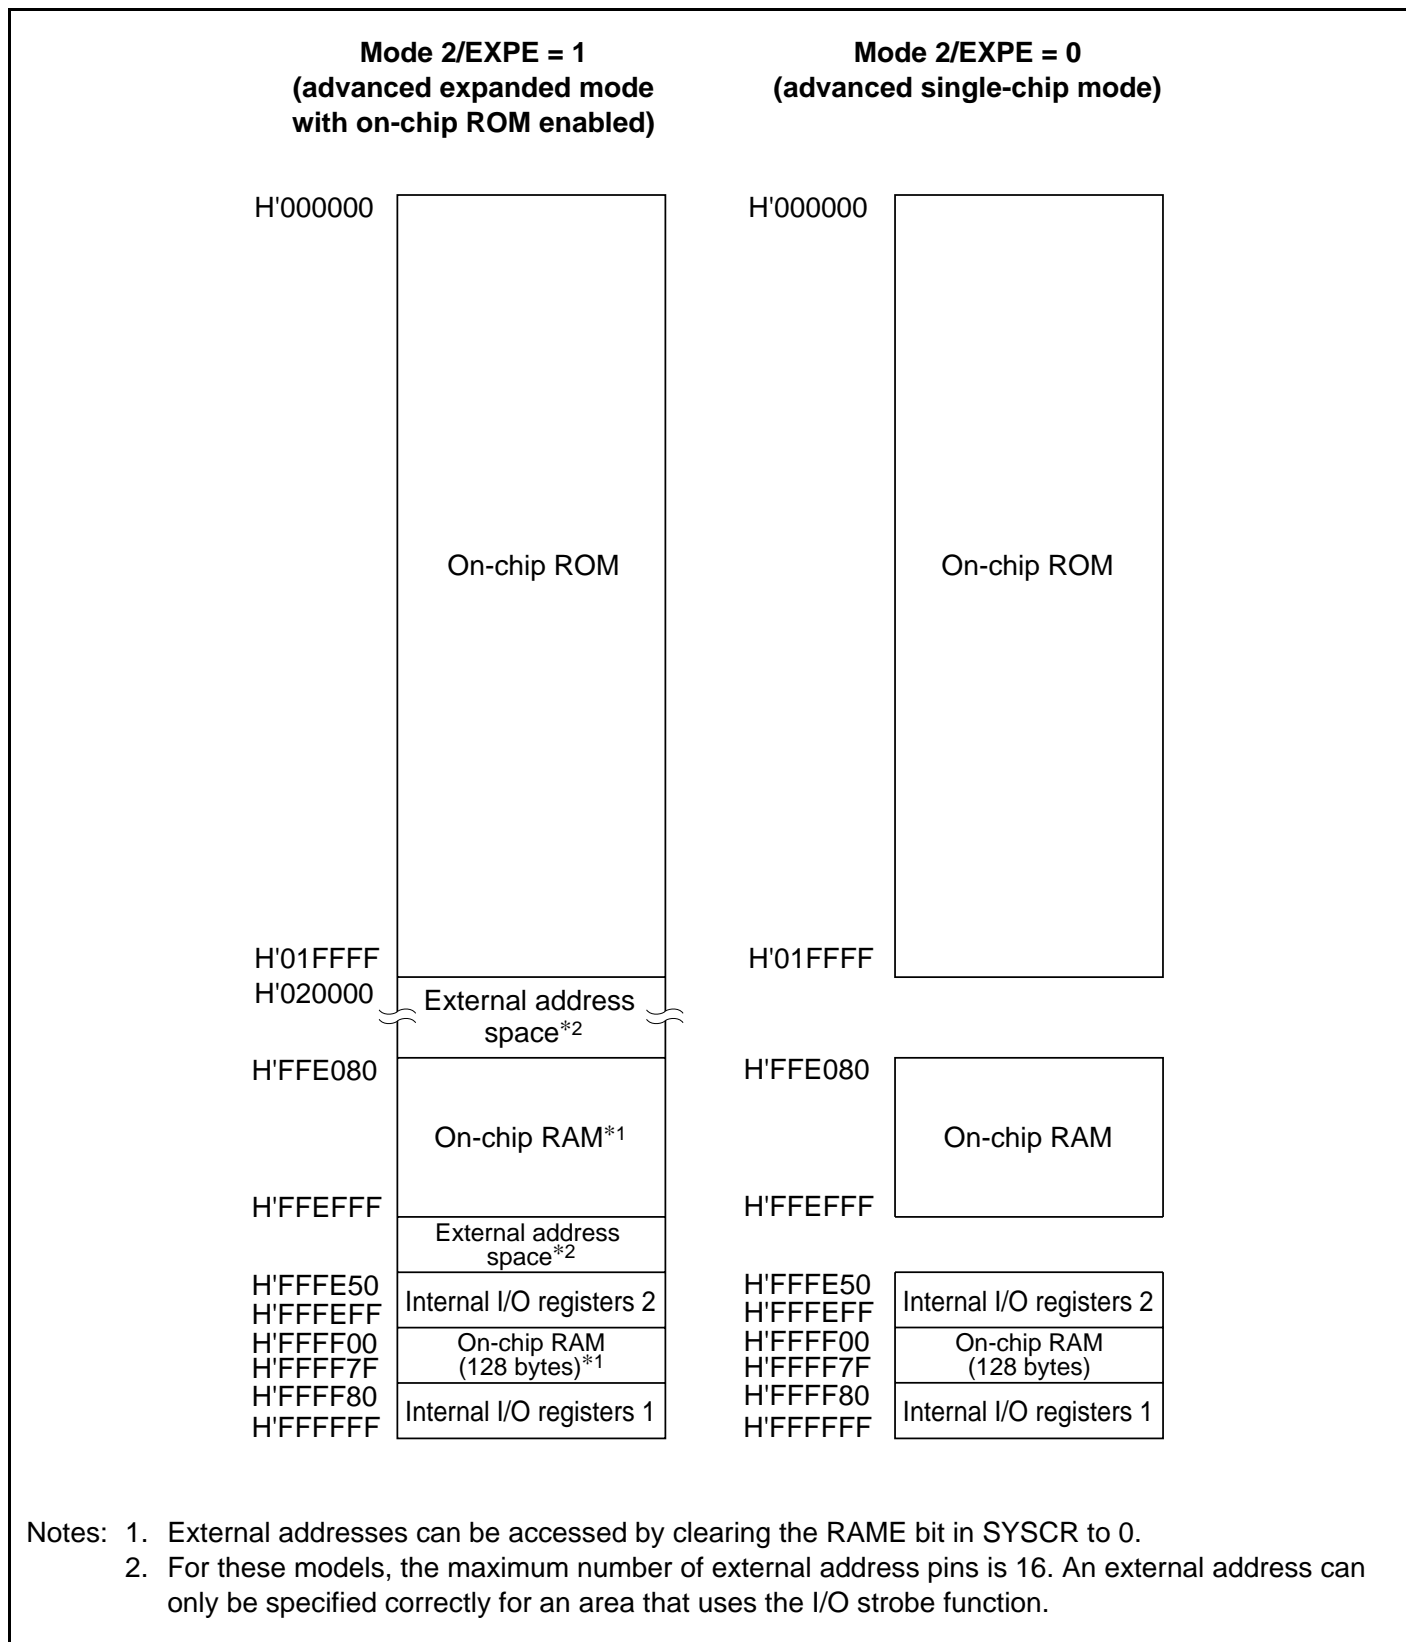 Mode 2/EXPE = 1
(advanced expanded mode
with on-chip ROM enabled)
H'000000
On-chip ROM
H'01FFFF
H'020000
External address
space*2
H'FFE080
On-chip RAM*1
H'FFEFFF
External address
space*2
H'FFFE50
Internal I/O registers 2
H'FFFEFF
H'FFFF00
On-chip RAM
(128 bytes)*1
H'FFFF7F
H'FFFF80
Internal I/O registers 1
H'FFFFFF
Mode 2/EXPE = 0
(advanced single-chip mode)
H'000000
On-chip ROM
H'01FFFF
H'FFE080
On-chip RAM
H'FFEFFF
H'FFFE50
Internal I/O registers 2
H'FFFEFF
H'FFFF00
On-chip RAM
(128 bytes)
H'FFFF7F
H'FFFF80
Internal I/O registers 1
H'FFFFFF
Notes: 1. External addresses can be accessed by clearing the RAME bit in SYSCR to 0.
2. For these models, the maximum number of external address pins is 16. An external address can
only be specified correctly for an area that uses the I/O strobe function.